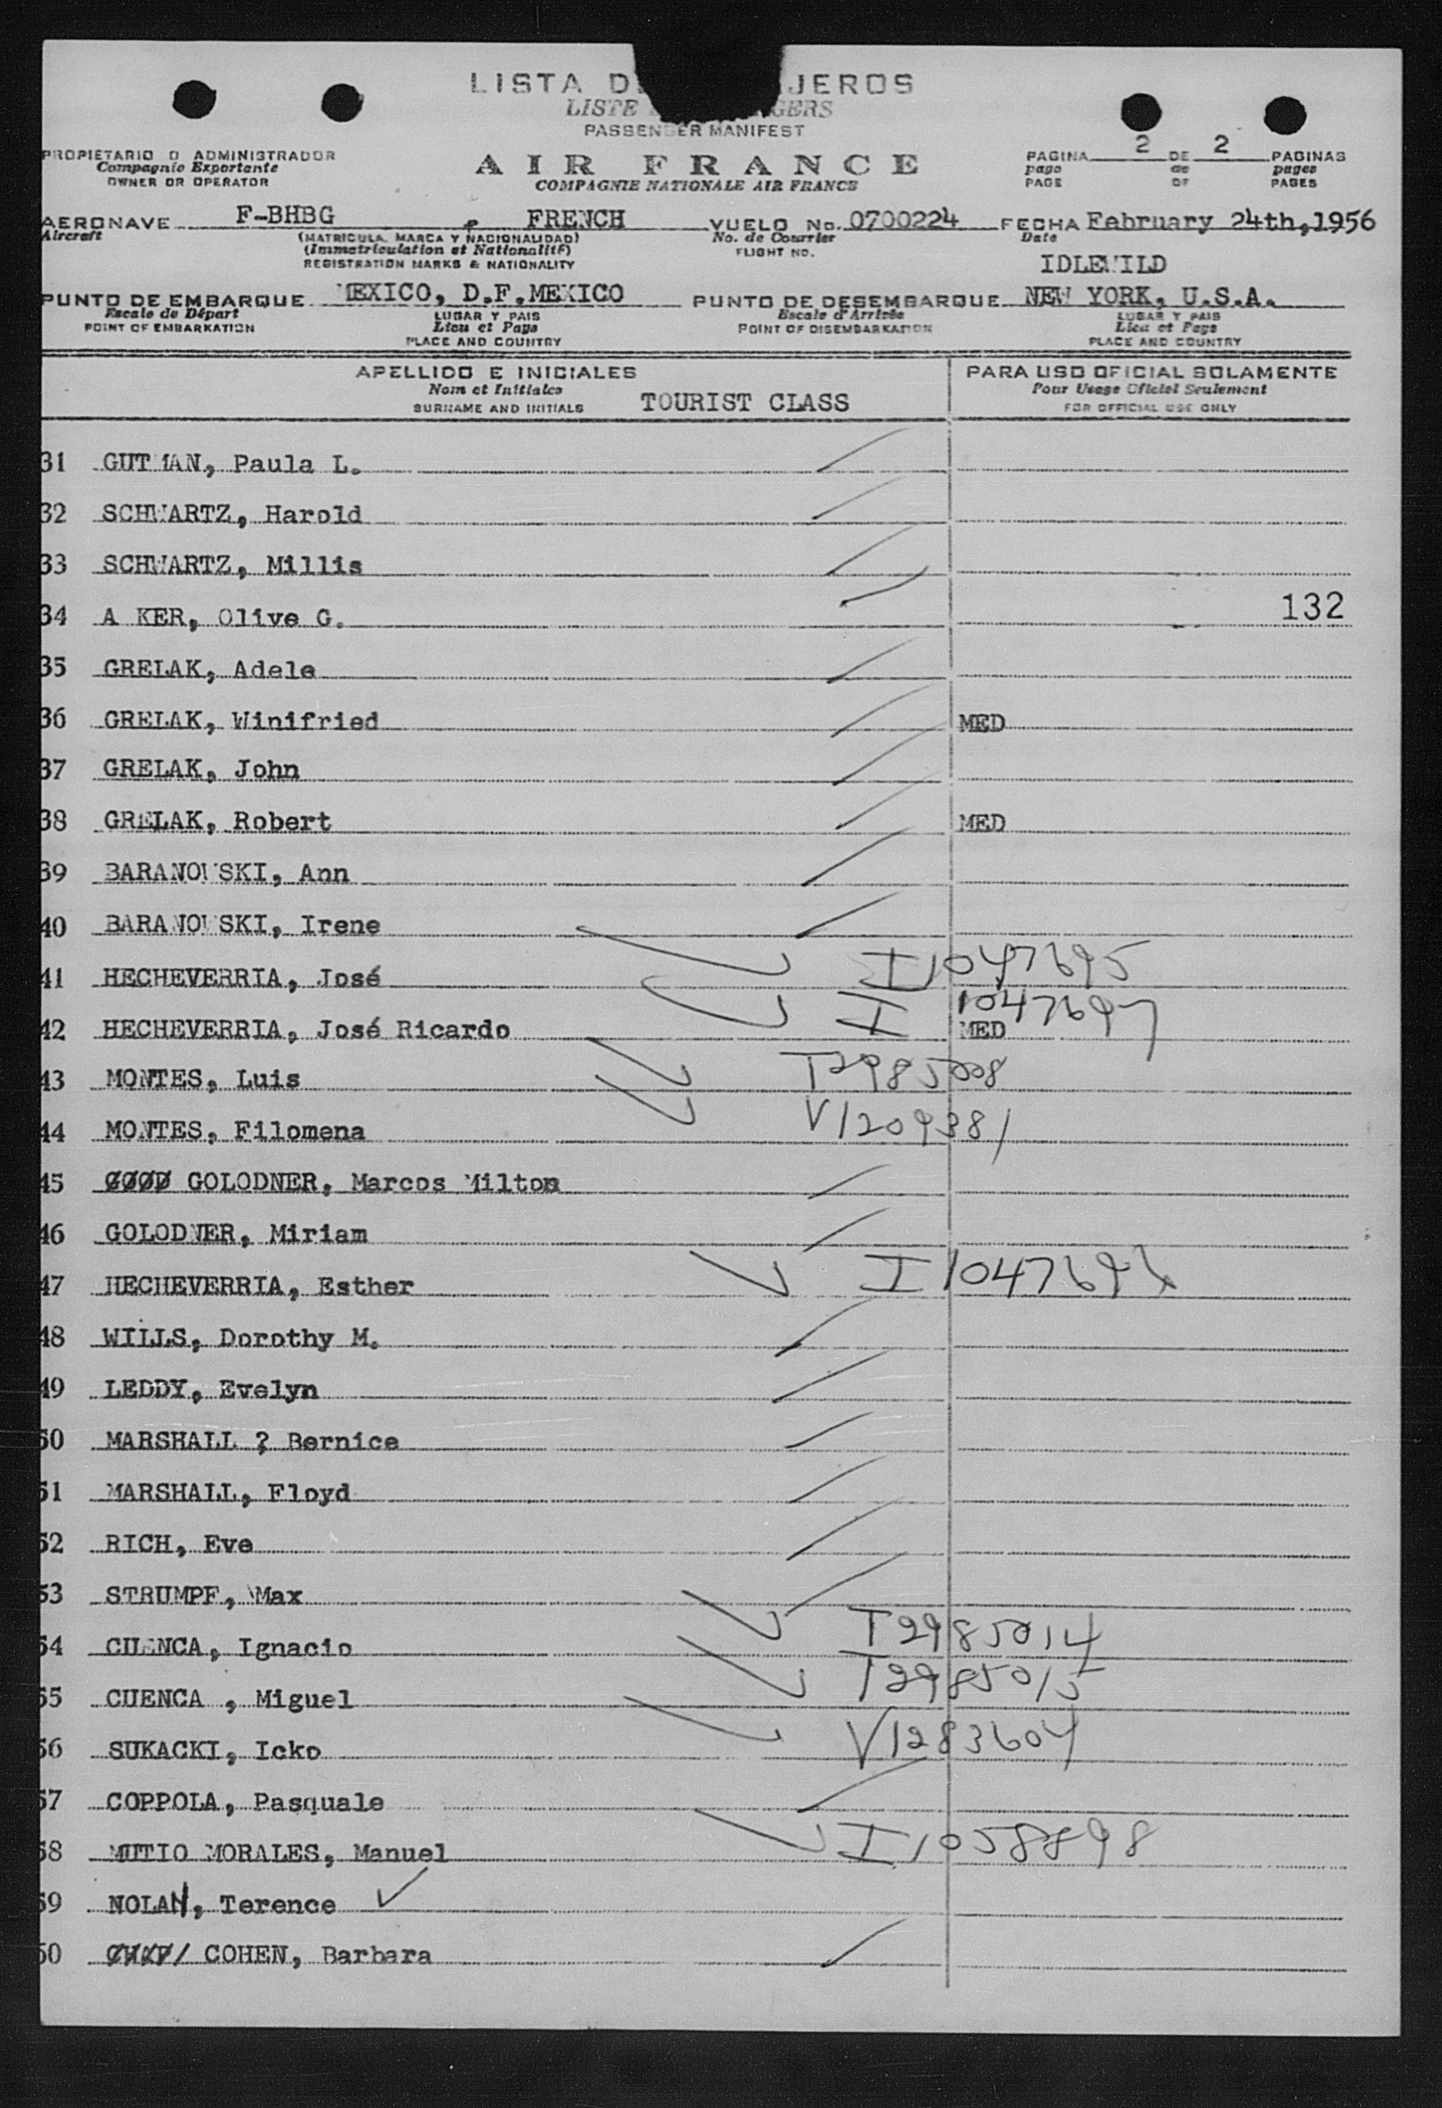 LISTA D JEROS
LISTE GERS
PASSENGER MANIFEST
PROPIETARIO O ADMINISTRADOR
Compagnie Exportante
OWNER OR OPERATOR
AIR FRANCE
COMPAGNIE NATIONALE AIR FRANCE
PAGINA 2 DE 2 PAGINAS
page de pages
PAGE OF PAGES
AERONAVE F-BHBG, FRENCH VUELO No. 0700224 FECHA February 24th, 1956
Aircraft (MATRICULA, MARCA Y NACIONALIDAD) No. de Courrier Date
(Immatriculation et Nationalité) FLIGHT NO.
REGISTRATION MARKS & NATIONALITY
IDLEWILD
PUNTO DE EMBARQUE MEXICO, D.F. MEXICO PUNTO DE DESEMBARQUE NEW YORK, U.S.A.
Escale de Départ LUGAR Y PAIS Escale d'Arrivée LUGAR Y PAIS
POINT OF EMBARKATION Lieu et Pays POINT OF DISEMBARKATION Lieu et Pays
PLACE AND COUNTRY PLACE AND COUNTRY
APELLIDO E INICIALES PARA USO OFICIAL SOLAMENTE
Nom et Initiales Pour Usage Officiel Seulement
SURNAME AND INITIALS TOURIST CLASS FOR OFFICIAL USE ONLY
31 GUTMAN, Paula L.
32 SCHWARTZ, Harold
33 SCHWARTZ, Millis
34 A KER, Olive G. 132
35 GRELAK, Adele
36 GRELAK, Winifried MED
37 GRELAK, John
38 GRELAK, Robert MED
39 BARANOWSKI, Ann
40 BARANOWSKI, Irene
41 HECHEVERRIA, José I1047695
42 HECHEVERRIA, José Ricardo I 1047697 MED
43 MONTES, Luis T2985008
44 MONTES, Filomena V1209381
45 GOLODNER, Marcos Milton
46 GOLODNER, Miriam
47 HECHEVERRIA, Esther I1047696
48 WILLS, Dorothy M.
49 LEDDY, Evelyn
50 MARSHALL ? Bernice
51 MARSHALL, Floyd
52 RICH, Eve
53 STRUMPF, Max
54 CUENCA, Ignacio T2985014
55 CUENCA , Miguel T2985015
56 SUKACKI, Icko V1283604
57 COPPOLA, Pasquale
58 MUTIO MORALES, Manuel I1058898
59 NOLAN, Terence
60 COHEN, Barbara